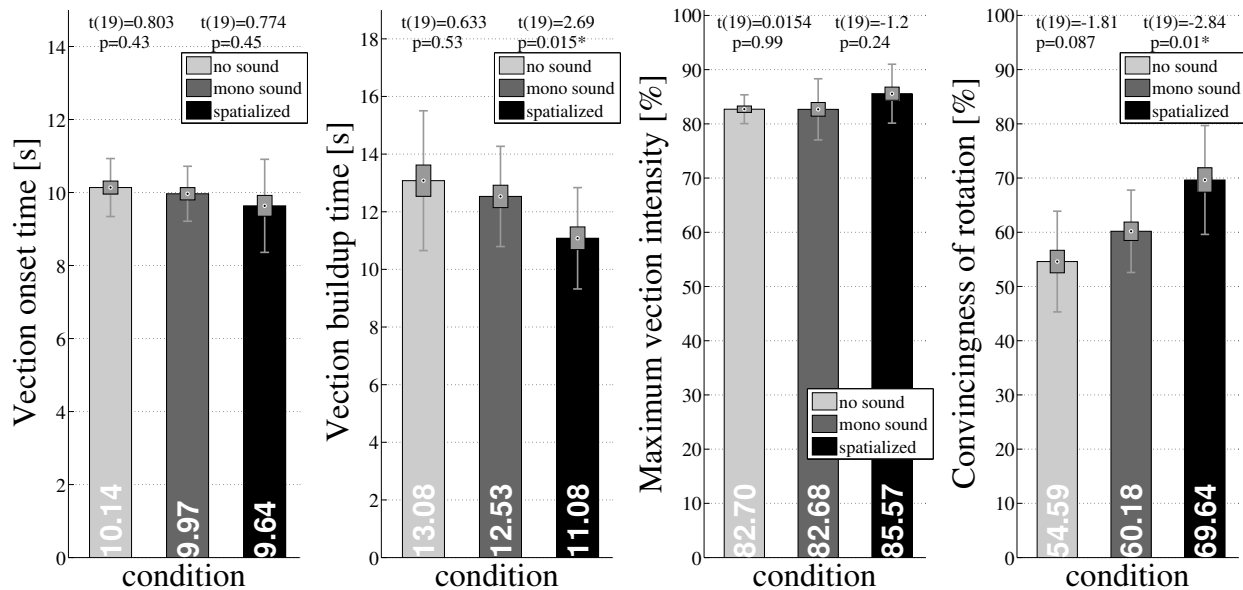 t(19)=0.803 t(19)=0.774
p=0.43 p=0.45
Vection onset time [s]
14
12
10
8
6
4
2
0
no sound
mono sound
spatialized
10.14
9.97
9.64
condition
t(19)=0.633 t(19)=2.69
p=0.53 p=0.015*
Vection buildup time [s]
18
16
14
12
10
8
6
4
2
0
no sound
mono sound
spatialized
13.08
12.53
11.08
condition
t(19)=0.0154 t(19)=-1.2
p=0.99 p=0.24
Maximum vection intensity [%]
100
90
80
70
60
50
40
30
20
10
0
no sound
mono sound
spatialized
82.70
82.68
85.57
condition
t(19)=-1.81 t(19)=-2.84
p=0.087 p=0.01*
Convincingness of rotation [%]
100
90
80
70
60
50
40
30
20
10
0
no sound
mono sound
spatialized
54.59
60.18
69.64
condition